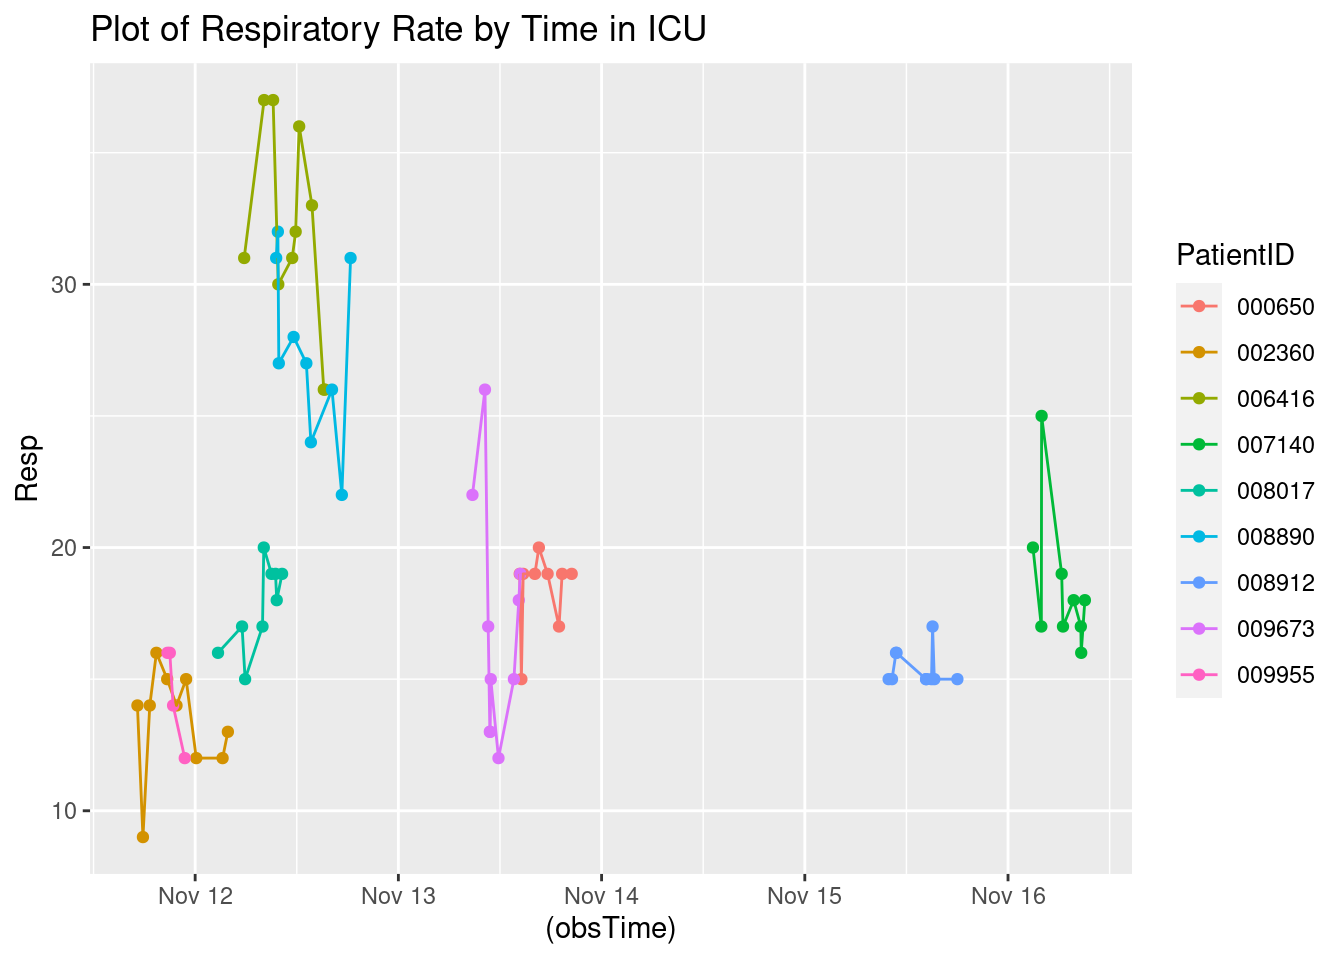 Plot of Respiratory Rate by Time in ICU
Resp
30
20
10
Nov 12
Nov 13
Nov 14
Nov 15
Nov 16
(obsTime)
PatientID
000650
002360
006416
007140
008017
008890
008912
009673
009955